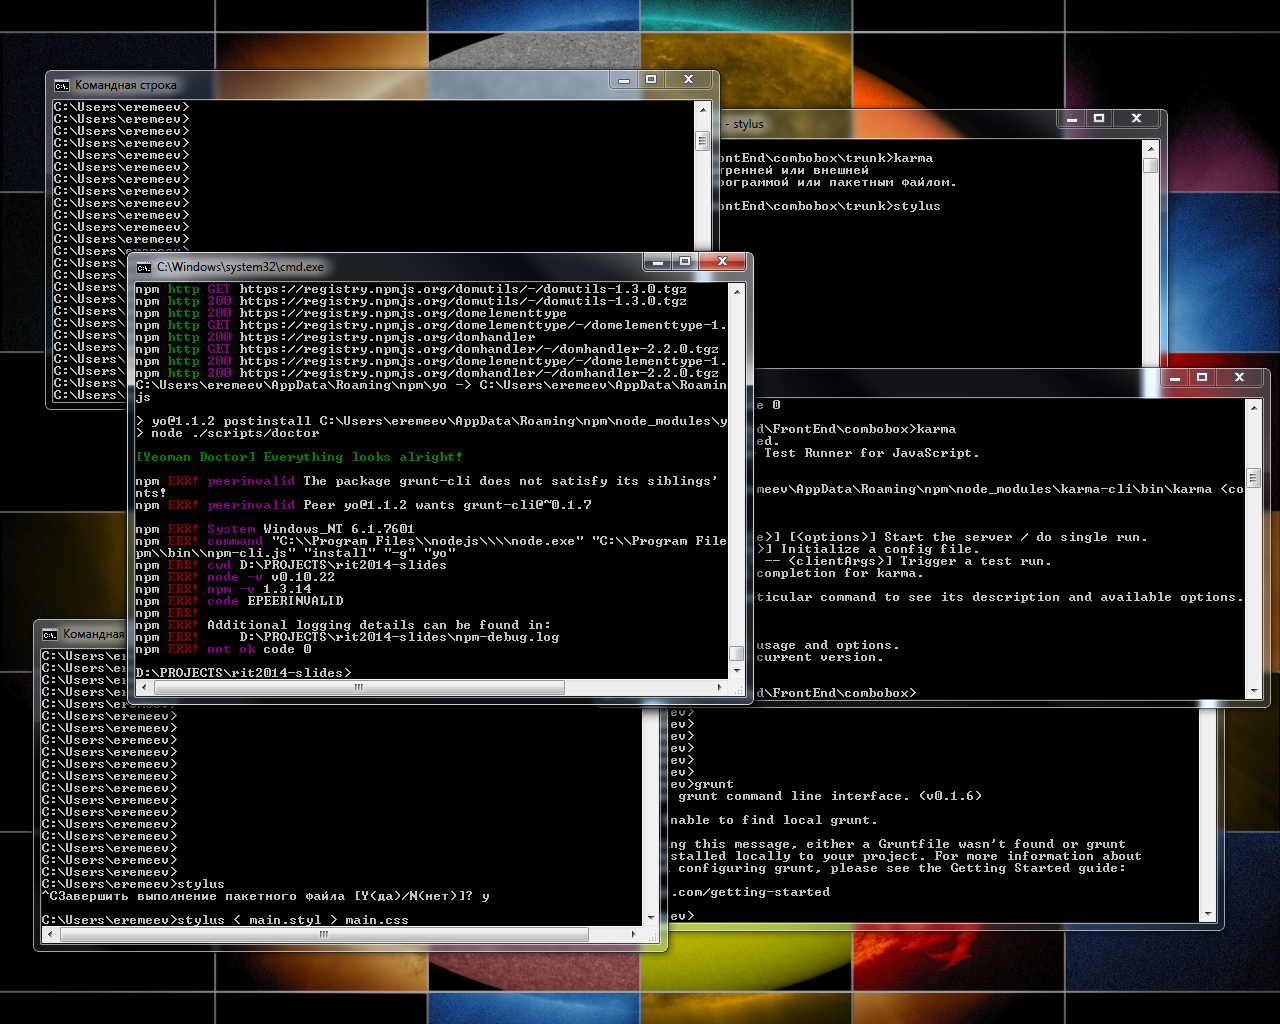 Командная строка
C:\Users\eremeev>
C:\Users\eremeev>
C:\Users\eremeev>
C:\Users\eremeev>
C:\Users\eremeev>
C:\Users\eremeev>
C:\Users\eremeev>
C:\Users\eremeev>
C:\Users\eremeev>
C:\Users\eremeev>
C:\Users\eremeev>
C:\Users\eremeev>
C:\Users\eremeev>
C:\Users
C:\Users
C:\Users
C:\Users
C:\Users
C:\Users
C:\Users
C:\Users
C:\Users
C:\Users
C:\Users
C:\Users
- stylus
ontEnd\combobox\trunk>karma
тренней или внешней
ограммой или пакетным файлом.
ontEnd\combobox\trunk>stylus
C:\Windows\system32\cmd.exe
npm http GET https://registry.npmjs.org/domutils/-/domutils-1.3.0.tgz
npm http 200 https://registry.npmjs.org/domutils/-/domutils-1.3.0.tgz
npm http 200 https://registry.npmjs.org/domelementtype
npm http GET https://registry.npmjs.org/domelementtype/-/domelementtype-1.
npm http 200 https://registry.npmjs.org/domhandler
npm http GET https://registry.npmjs.org/domhandler/-/domhandler-2.2.0.tgz
npm http 200 https://registry.npmjs.org/domelementtype/-/domelementtype-1.
npm http 200 https://registry.npmjs.org/domhandler/-/domhandler-2.2.0.tgz
C:\Users\eremeev\AppData\Roaming\npm\yo -> C:\Users\eremeev\AppData\Roamin
js
> yo@1.1.2 postinstall C:\Users\eremeev\AppData\Roaming\npm\node_modules\y
> node ./scripts/doctor
[Yeoman Doctor] Everything looks alright!
npm ERR! peerinvalid The package grunt-cli does not satisfy its siblings'
nts!
npm ERR! peerinvalid Peer yo@1.1.2 wants grunt-cli@~0.1.7
npm ERR! System Windows_NT 6.1.7601
npm ERR! command "C:\\Program Files\\nodejs\\\\node.exe" "C:\\Program File
pm\\bin\\npm-cli.js" "install" "-g" "yo"
npm ERR! cwd D:\PROJECTS\rit2014-slides
npm ERR! node -v v0.10.22
npm ERR! npm -v 1.3.14
npm ERR! code EPEERINVALID
npm ERR!
npm ERR! Additional logging details can be found in:
npm ERR!     D:\PROJECTS\rit2014-slides\npm-debug.log
npm ERR! not ok code 0
D:\PROJECTS\rit2014-slides>
e 0
d\FrontEnd\combobox>karma
ed.
Test Runner for JavaScript.
meev\AppData\Roaming\npm\node_modules\karma-cli\bin\karma <co
e>] [<options>] Start the server / do single run.
>] Initialize a config file.
-- <clientArgs>] Trigger a test run.
completion for karma.
ticular command to see its description and available options.
usage and options.
current version.
d\FrontEnd\combobox>
Командная
C:\Users\eremeev>
C:\Users\eremeev>
C:\Users\eremeev>
C:\Users\eremeev>
C:\Users\eremeev>
C:\Users\eremeev>
C:\Users\eremeev>
C:\Users\eremeev>
C:\Users\eremeev>
C:\Users\eremeev>
C:\Users\eremeev>
C:\Users\eremeev>
C:\Users\eremeev>
C:\Users\eremeev>
C:\Users\eremeev>stylus
^CЗавершить выполнение пакетного файла [Y(да)/N(нет)]? y
C:\Users\eremeev>stylus < main.styl > main.css
ev>
ev>
ev>
ev>
ev>
ev>
ev>grunt
grunt command line interface. (v0.1.6)
nable to find local grunt.
ng this message, either a Gruntfile wasn't found or grunt
stalled locally to your project. For more information about
configuring grunt, please see the Getting Started guide:
.com/getting-started
ev>